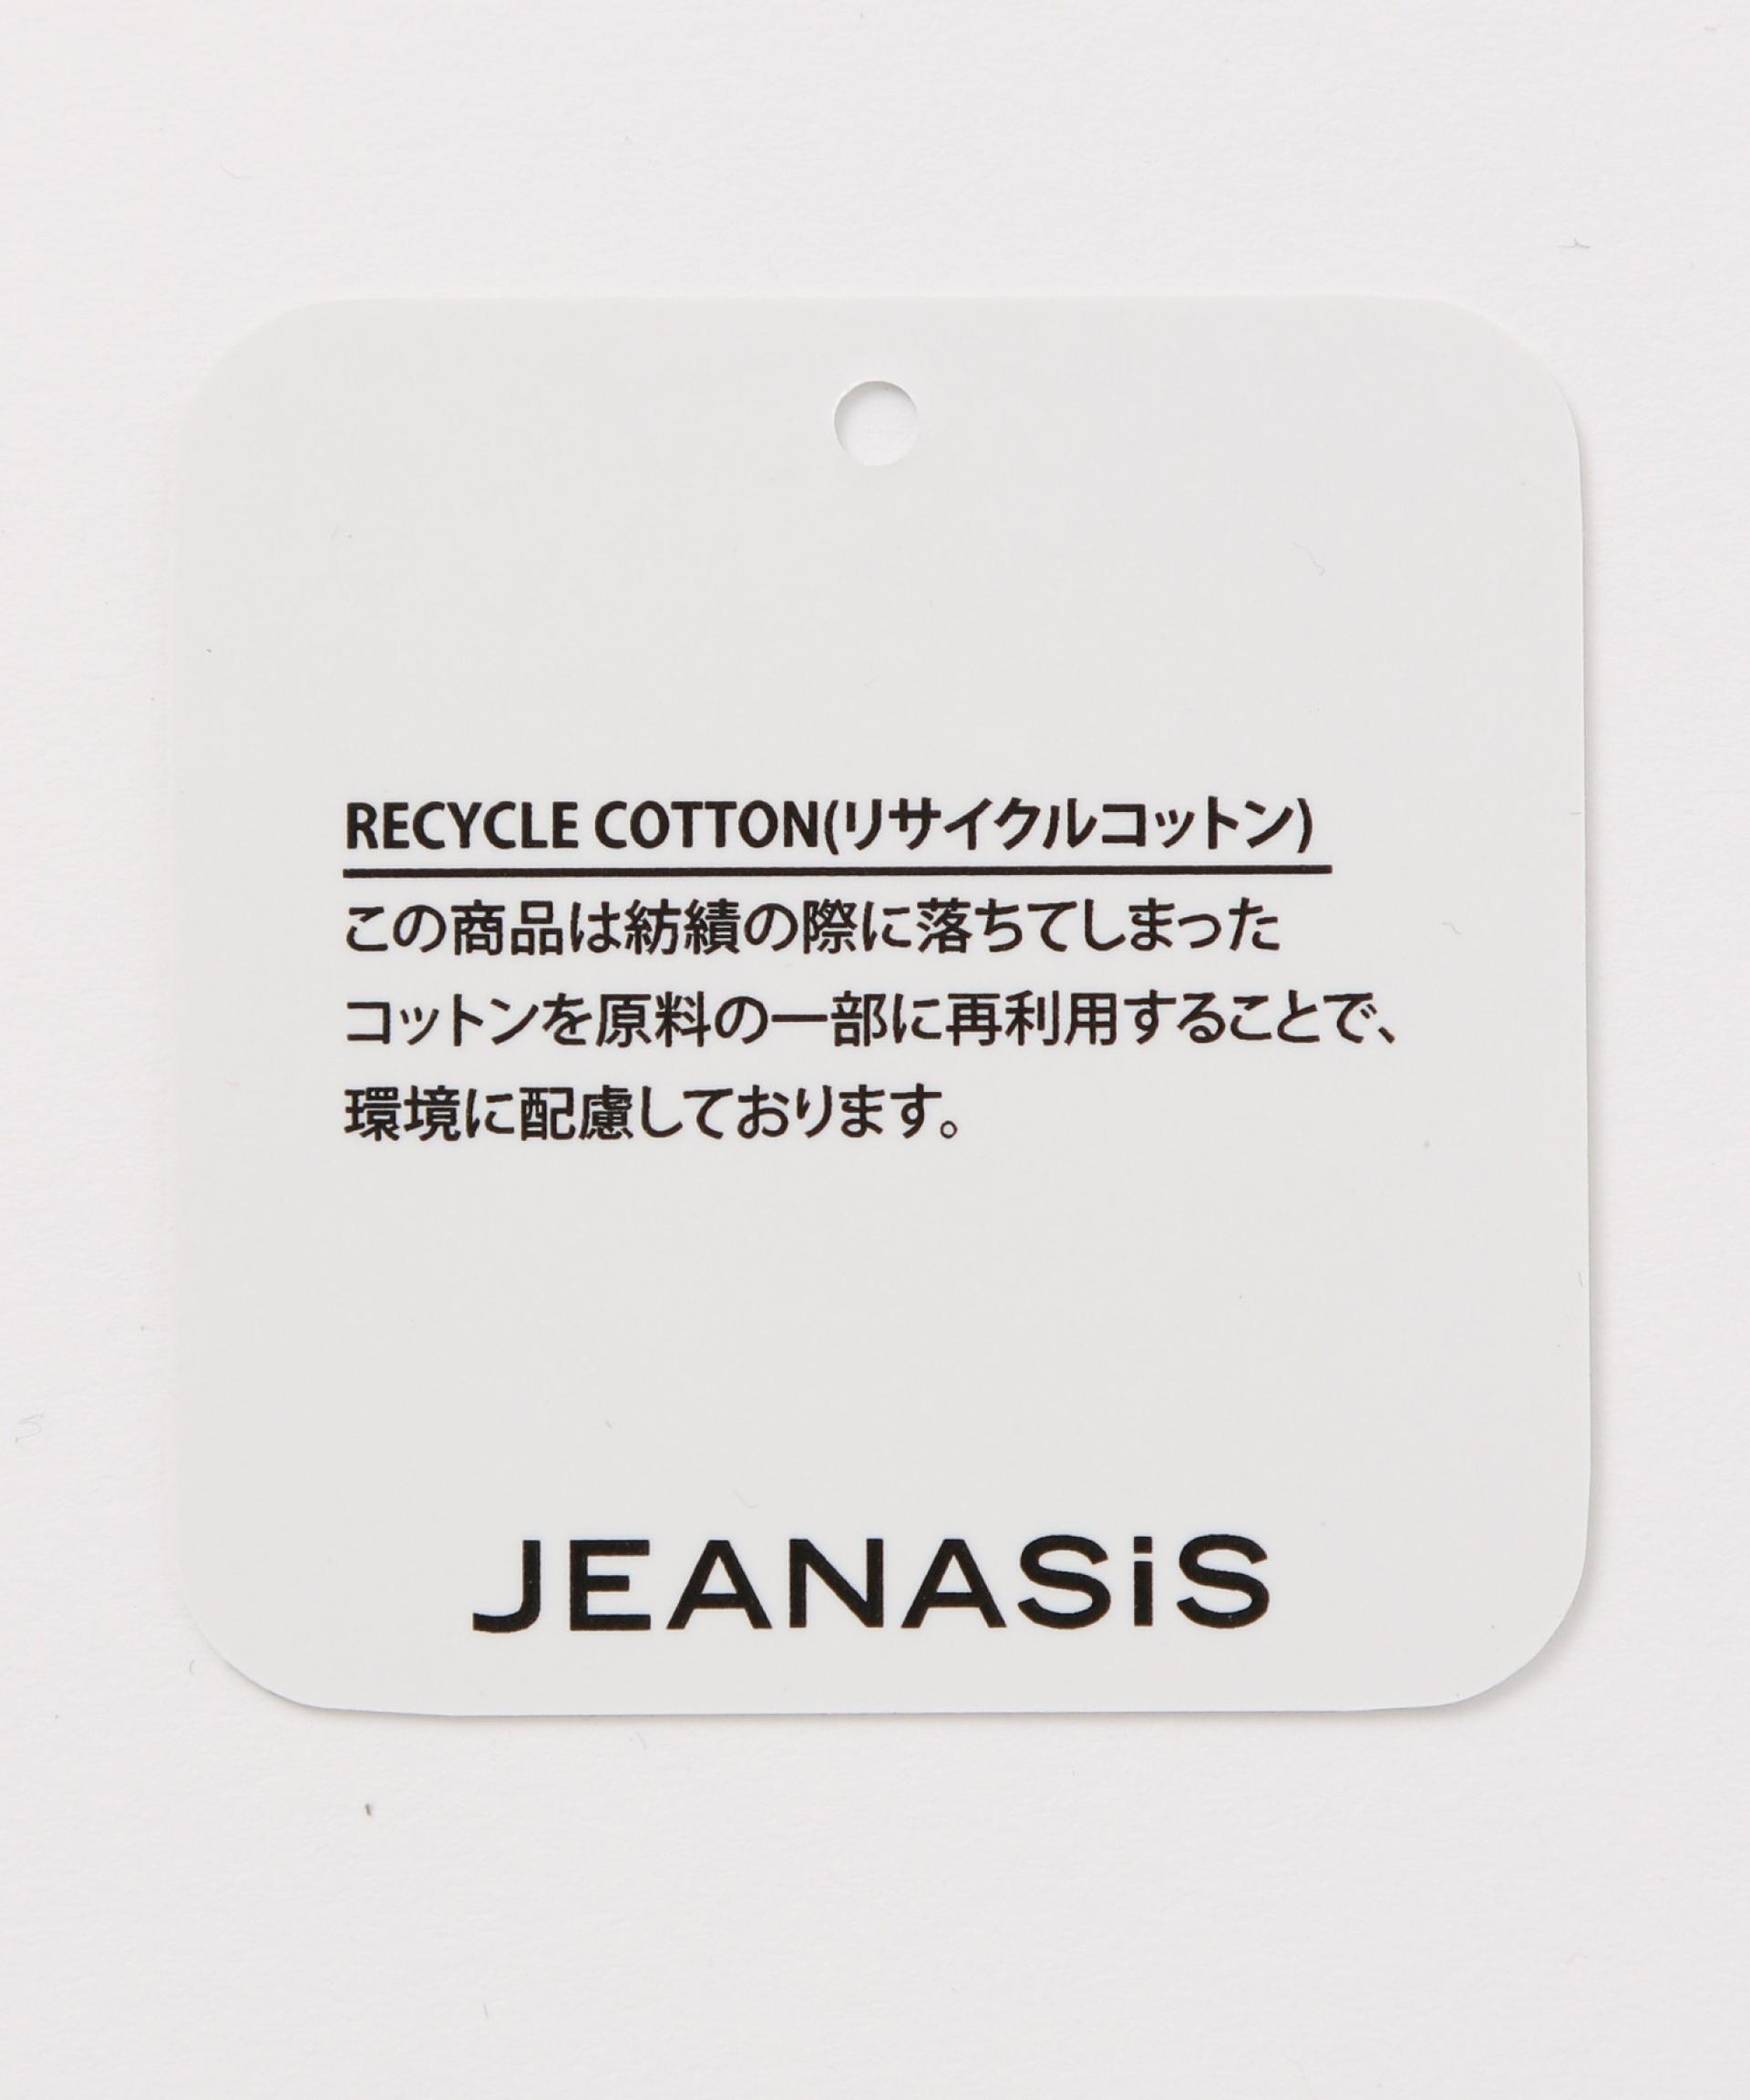 RECYCLE COTTON(リサイクルコットン)
この商品は紡績の際に落ちてしまった
コットンを原料の一部に再利用することで、
環境に配慮しております。
JEANASiS